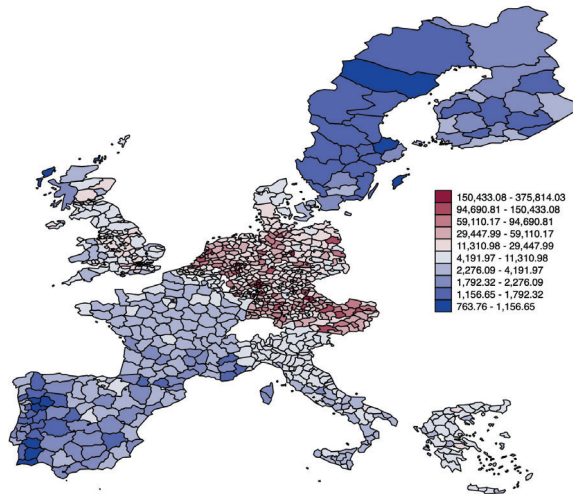 150,433.08 - 375,814.03
94,690.81 - 150,433.08
59,110.17 - 94,690.81
29,447.99 - 59,110.17
11,310.98 - 29,447.99
4,191.97 - 11,310.98
2,276.09 - 4,191.97
1,792.32 - 2,276.09
1,156.65 - 1,792.32
763.76 - 1,156.65